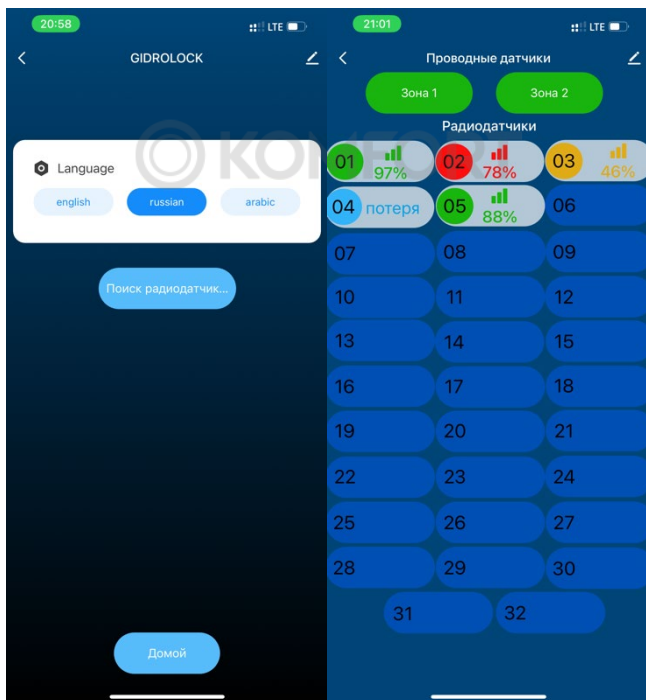 20:58
LTE
GIDROLOCK
Language
english russian arabic
Поиск радиодатчик...
Домой
21:01
LTE
Проводные датчики
Зона 1 Зона 2
Радиодатчики
01 97% 02 78% 03 46%
04 потеря 05 88% 06
07 08 09
10 11 12
13 14 15
16 17 18
19 20 21
22 23 24
25 26 27
28 29 30
31 32